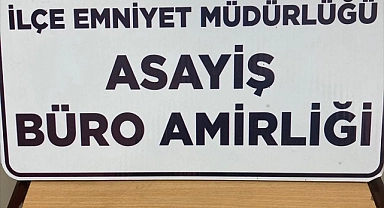 İLÇE EMNİYET MÜDÜRLÜĞÜ
ASAYİŞ
BÜRO AMİRLİĞİ